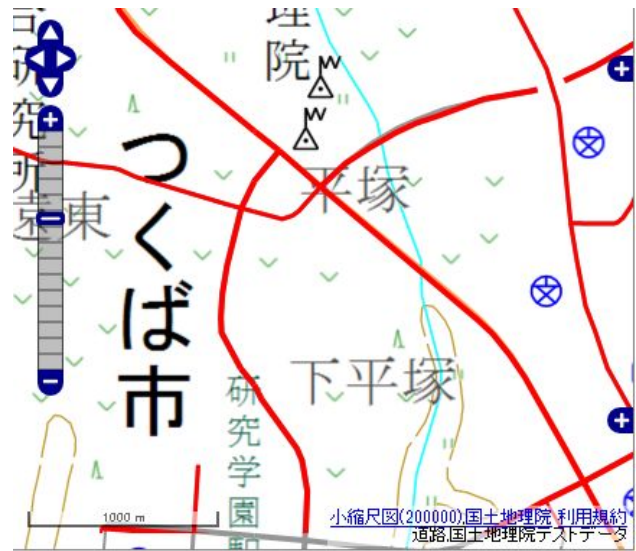 理院
究所
つくば市
平塚
東
下平塚
研究学園
1000 m
小縮尺図(200000),国土地理院 利用規約
道路,国土地理院テストデータ